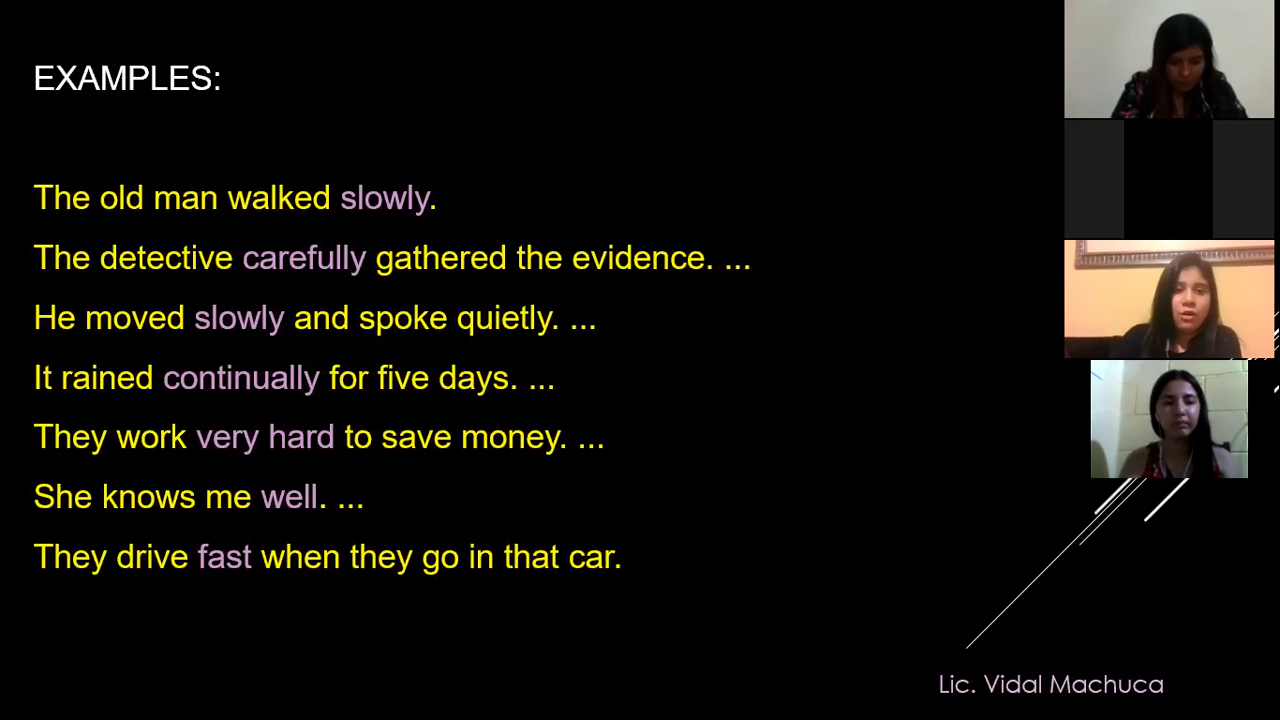 EXAMPLES:
The old man walked slowly.
The detective carefully gathered the evidence. ...
He moved slowly and spoke quietly. ...
It rained continually for five days. ...
They work very hard to save money. ...
She knows me well. ...
They drive fast when they go in that car.
Lic. Vidal Machuca